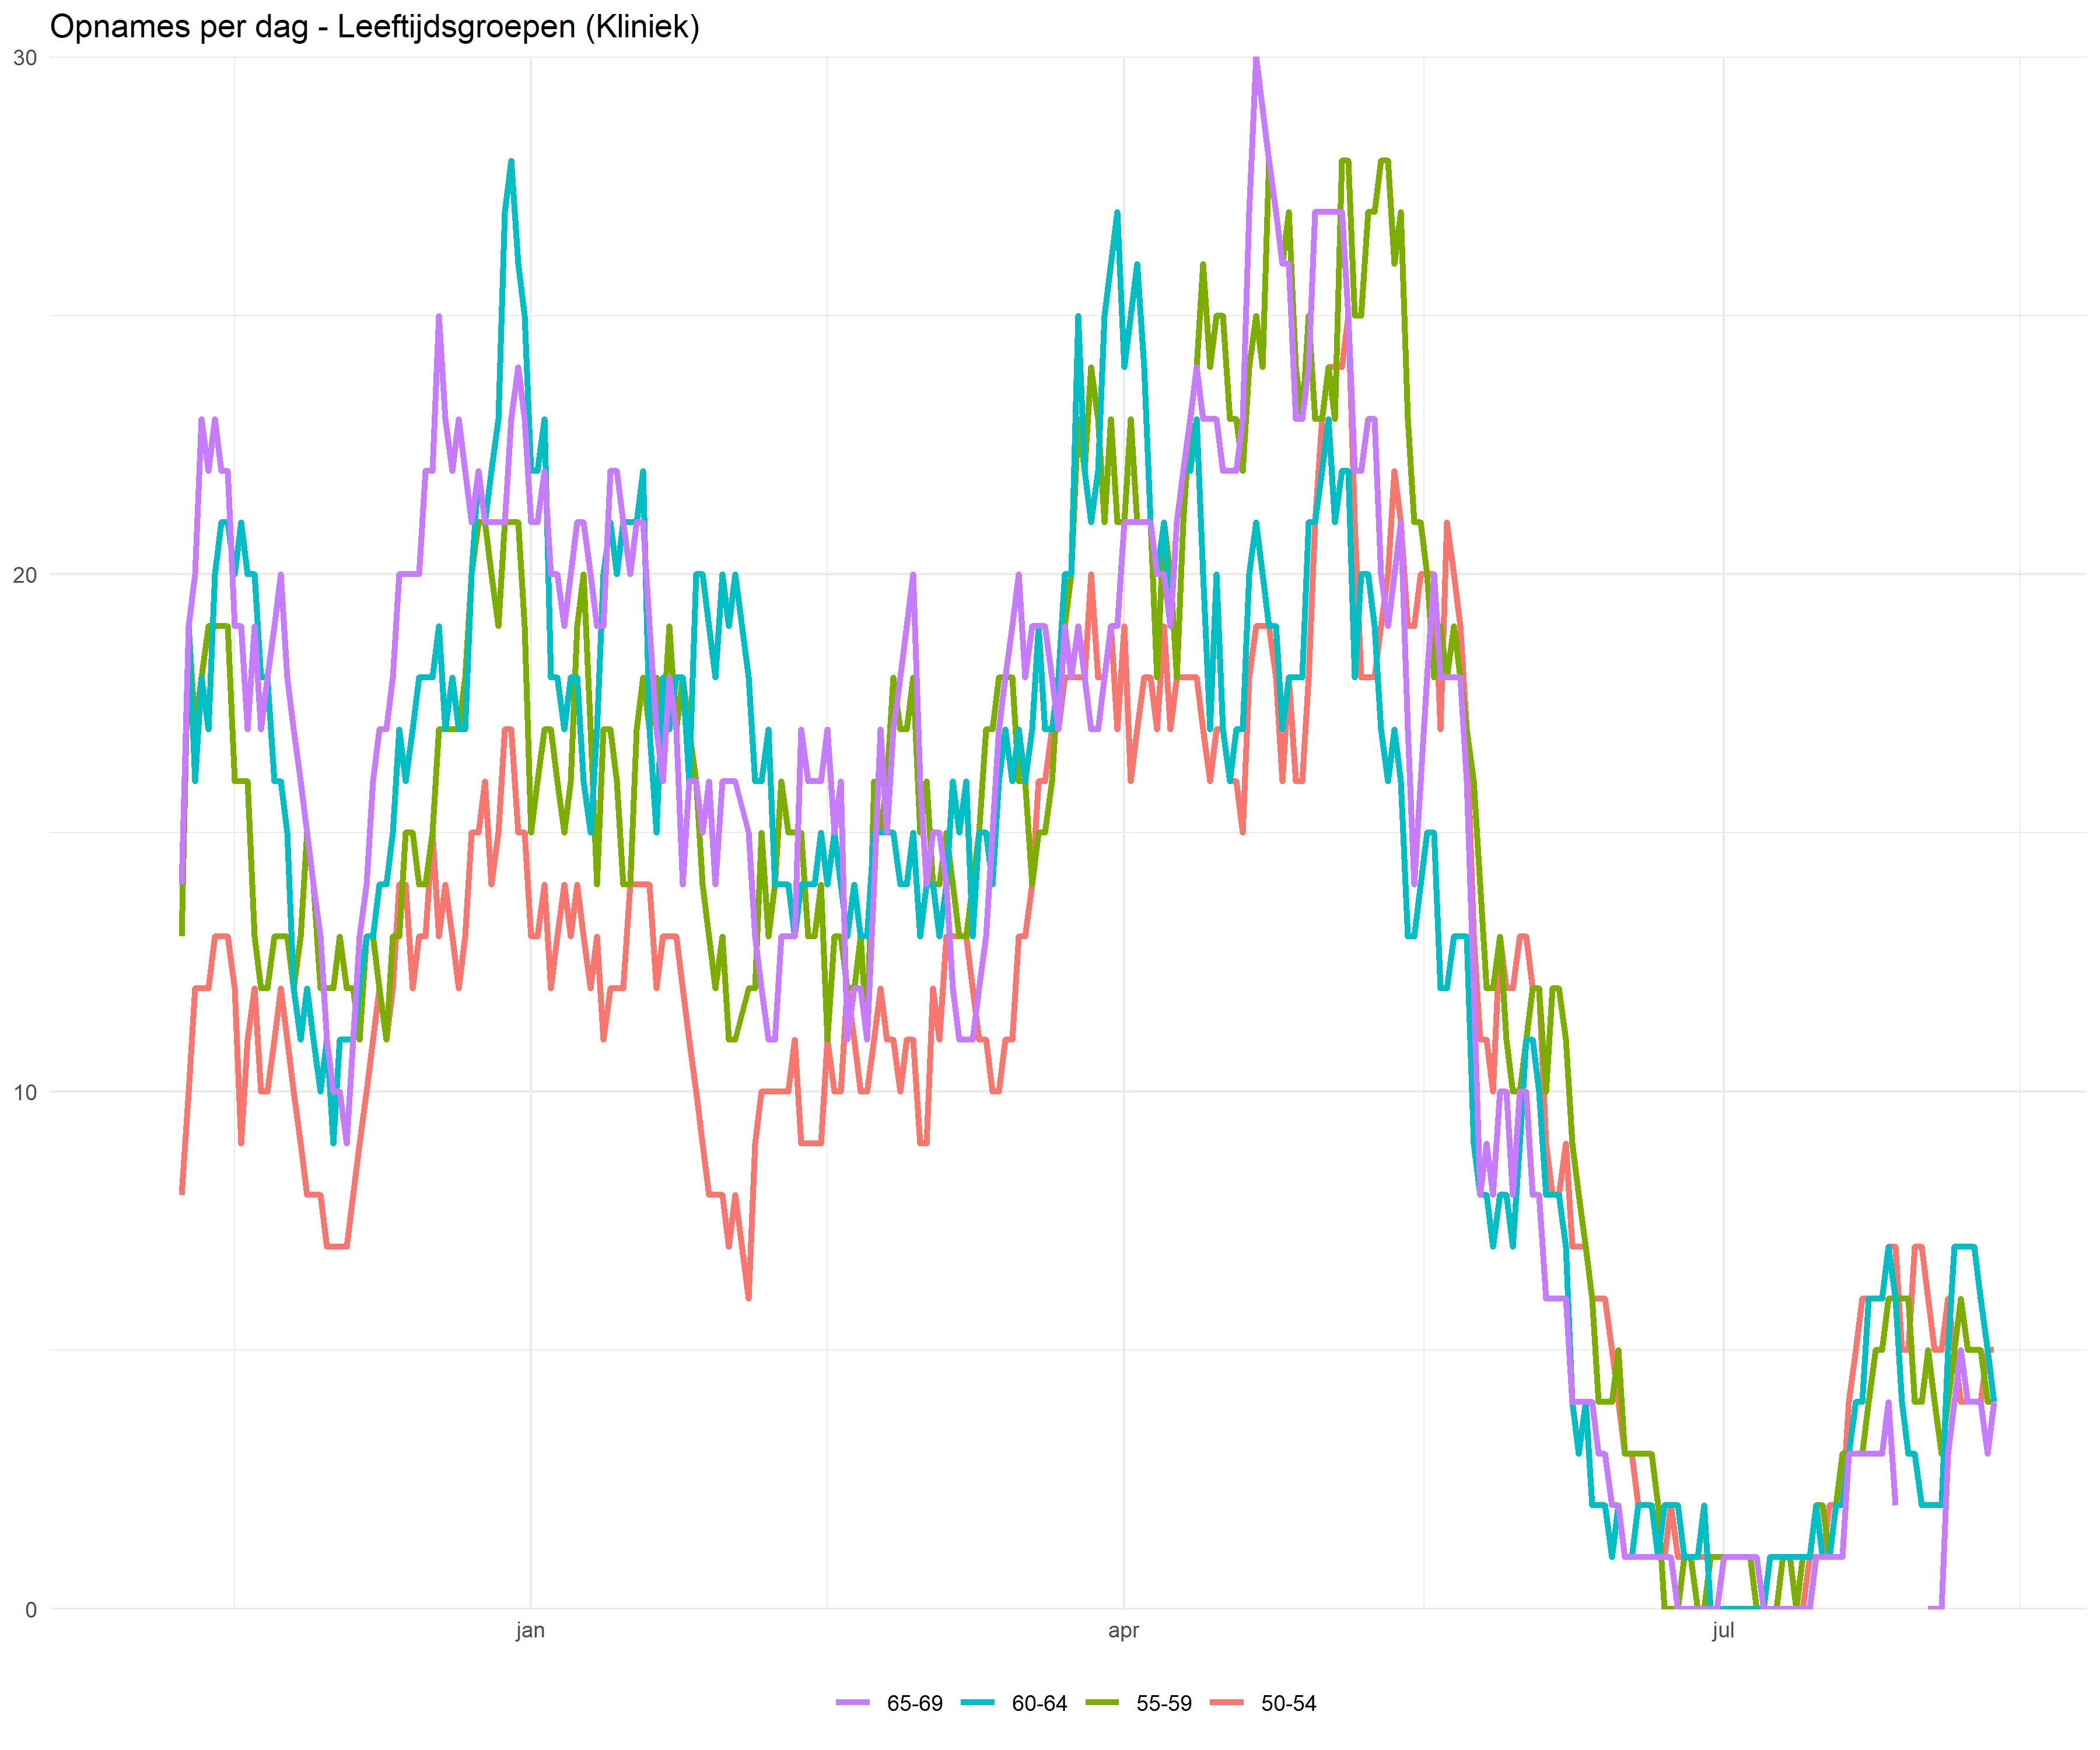 Opnames per dag - Leeftijdsgroepen (Kliniek)
30
20
10
0
jan apr jul
65-69 60-64 55-59 50-54